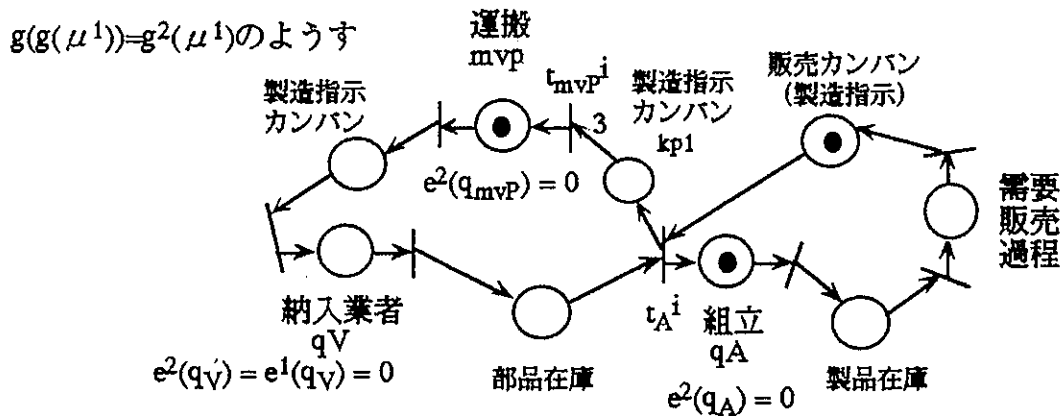 g(g(μ¹))=g²(μ¹)のようす
運搬
mvp
t_mvP^i
製造指示
カンバン
3
製造指示
カンバン
kp1
販売カンバン
(製造指示)
e²(q_mvP) = 0
需要
販売
過程
納入業者
qV
e²(q_V) = e¹(q_V) = 0
部品在庫
t_A^i
組立
qA
e²(q_A) = 0
製品在庫